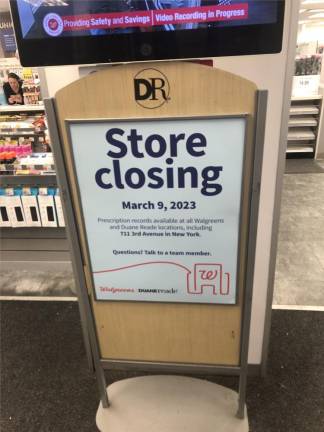 Providing Safety and Savings | Video Recording in Progress
DR
Store
closing
March 9, 2023
Prescription records available at all Walgreens
and Duane Reade locations, including
711 3rd Avenue in New York.
Questions? Talk to a team member.
Walgreens DUANEreade